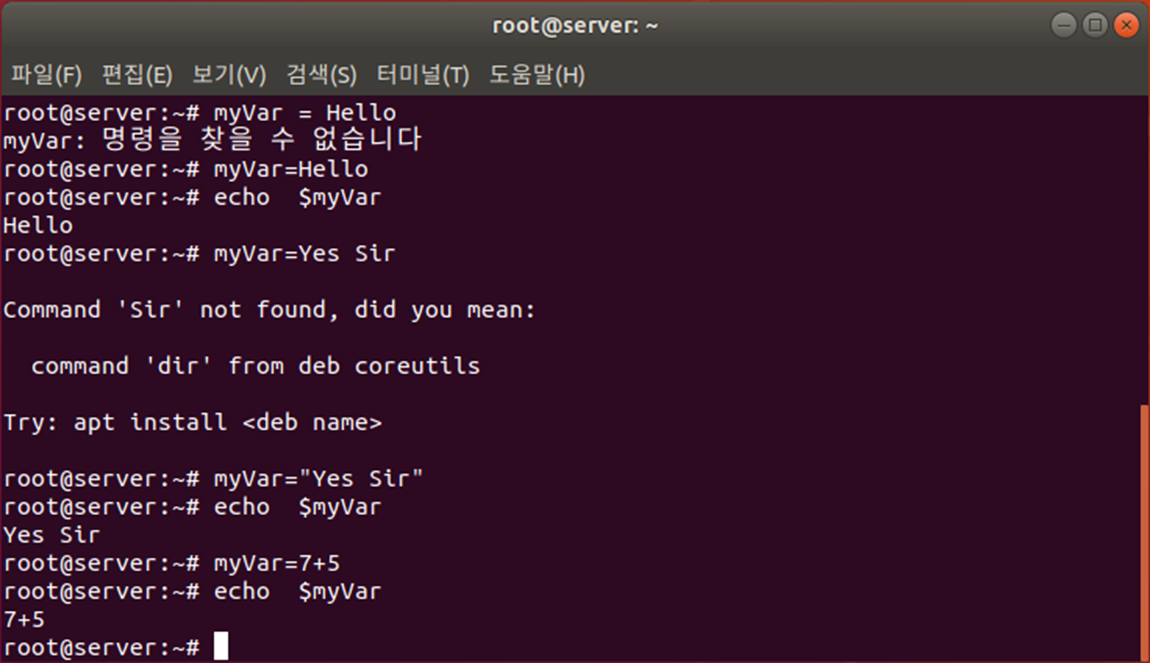 root@server: ~
파일(F) 편집(E) 보기(V) 검색(S) 터미널(T) 도움말(H)
root@server:~# myVar = Hello
myVar: 명령을 찾을 수 없습니다
root@server:~# myVar=Hello
root@server:~# echo  $myVar
Hello
root@server:~# myVar=Yes Sir
Command 'Sir' not found, did you mean:
  command 'dir' from deb coreutils
Try: apt install <deb name>
root@server:~# myVar="Yes Sir"
root@server:~# echo  $myVar
Yes Sir
root@server:~# myVar=7+5
root@server:~# echo  $myVar
7+5
root@server:~#